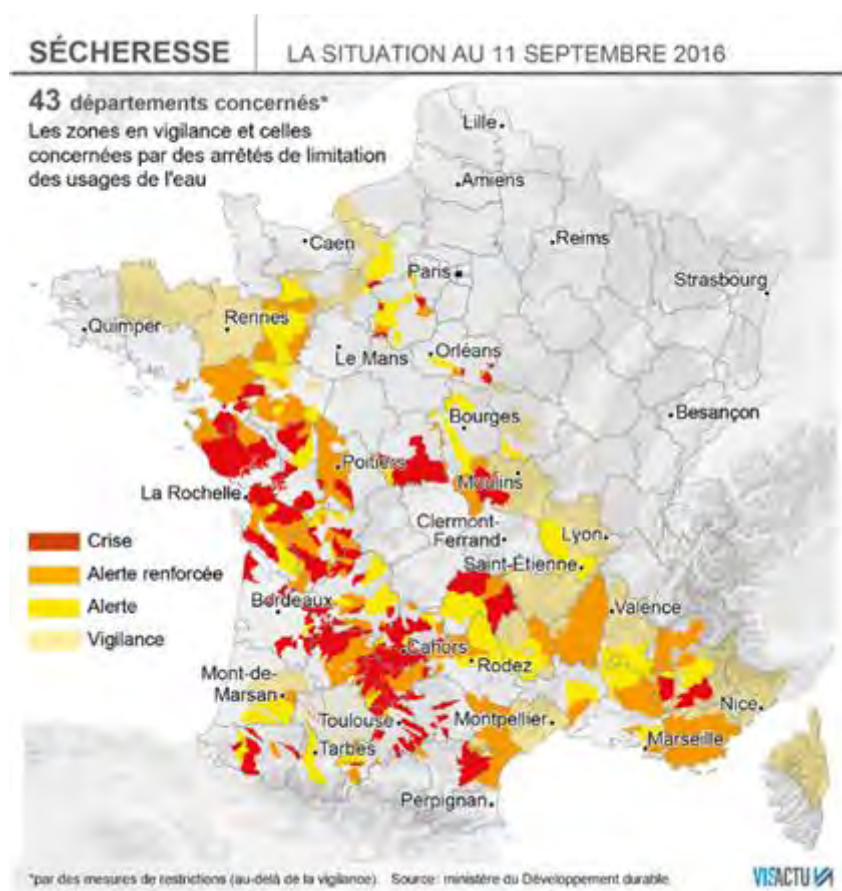 SÉCHERESSE
LA SITUATION AU 11 SEPTEMBRE 2016
43 départements concernés*
Les zones en vigilance et celles
concernées par des arrêtés de limitation
des usages de l'eau
Lille
Amiens
Caen
Reims
Paris
Strasbourg
Quimper
Rennes
Le Mans
Orléans
Bourges
Besançon
Poitiers
Moulins
La Rochelle
Clermont-
Ferrand
Lyon
Saint-Étienne
Crise
Alerte renforcée
Alerte
Vigilance
Bordeaux
Valence
Cahors
Rodez
Mont-de-
Marsan
Nice
Toulouse
Montpellier
Marseille
Tarbes
Perpignan
*par des mesures de restrictions (au-delà de la vigilance). Source: ministère du Développement durable
VISACTU